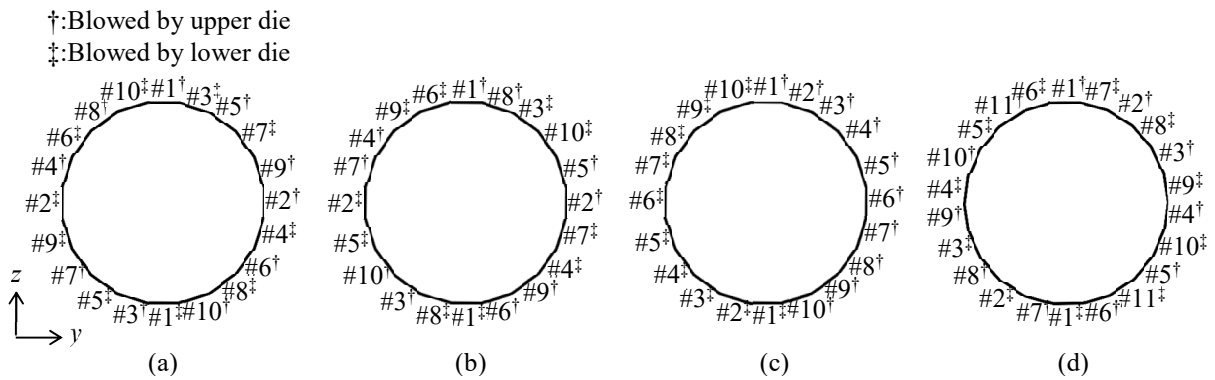 †:Blowed by upper die
‡:Blowed by lower die
#10‡ #1† #3‡ #5† #7‡ #9† #2† #4‡ #6† #8‡ #10† #1‡ #3† #5‡ #7† #9‡ #2‡ #4† #6‡ #8†
#6‡ #1† #8† #3‡ #10‡ #5† #2† #7‡ #4‡ #9† #6† #1‡ #8‡ #3† #10† #5‡ #2‡ #7† #4† #9‡
#10‡ #1† #2† #3† #4† #5† #6† #7† #8† #9† #10† #1‡ #2‡ #3‡ #4‡ #5‡ #6‡ #7‡ #8‡ #9‡
#6‡ #1† #7‡ #2† #8‡ #3† #9‡ #4† #10‡ #5† #11‡ #6† #1‡ #7† #2‡ #8† #3‡ #9† #4‡ #10† #5‡ #11†
z
y
(a) (b) (c) (d)